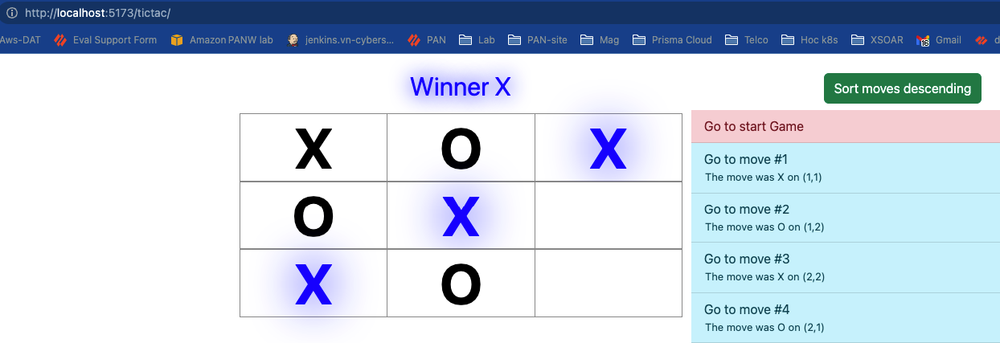 http://localhost:5173/tictac/
Aws-DAT Eval Support Form Amazon PANW lab jenkins.vn-cybers... PAN Lab PAN-site Mag Prisma Cloud Telco Hoc k8s XSOAR 16 Gmail d
Winner X
Sort moves descending
X O X
O X
X O
Go to start Game
Go to move #1
The move was X on (1,1)
Go to move #2
The move was O on (1,2)
Go to move #3
The move was X on (2,2)
Go to move #4
The move was O on (2,1)